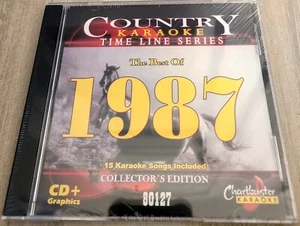 COUNTRY
KARAOKE
TIME LINE SERIES
The Best Of
1987
15 Karaoke Songs Included!
COLLECTOR'S EDITION
CD+
Graphics
80127
Chartbuster
KARAOKE